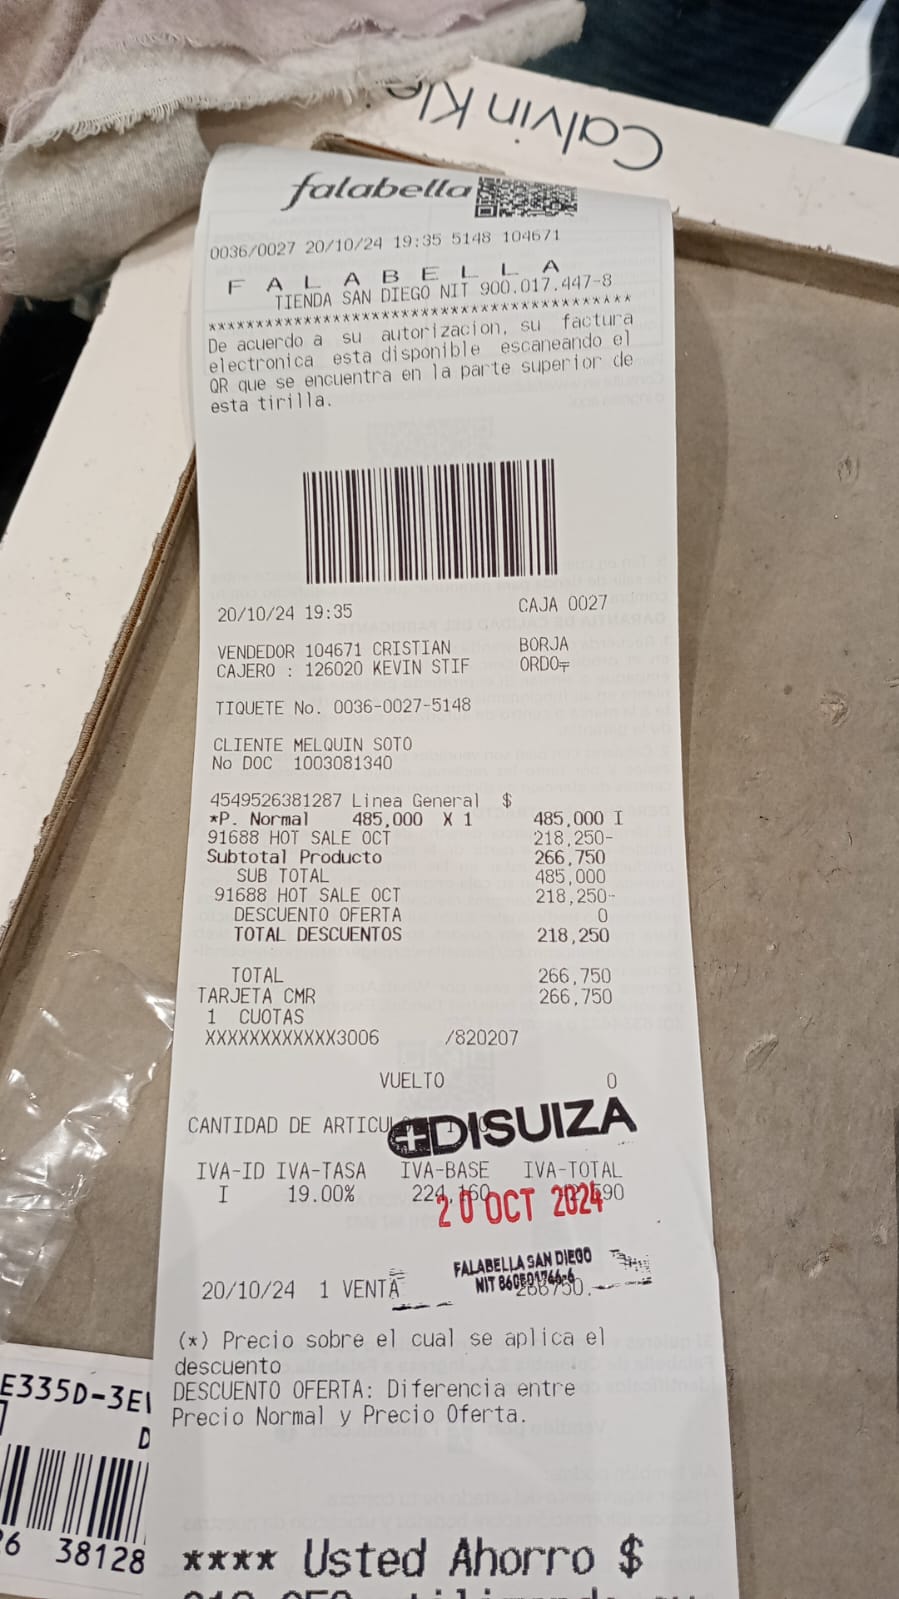 Calvin Kle
falabella
0036/0027 20/10/24 19:35 5148 104671
F A L A B E L L A
TIENDA SAN DIEGO NIT 900.017.447-8
****************************************
De acuerdo a su autorizacion, su factura
electronica esta disponible escaneando el
QR que se encuentra en la parte superior de
esta tirilla.
20/10/24 19:35 CAJA 0027
VENDEDOR 104671 CRISTIAN BORJA
CAJERO : 126020 KEVIN STIF ORDO
TIQUETE No. 0036-0027-5148
CLIENTE MELQUIN SOTO
No DOC 1003081340
4549526381287 Linea General $
*P. Normal 485,000 X 1 485,000 I
91688 HOT SALE OCT 218,250-
Subtotal Producto 266,750
SUB TOTAL 485,000
91688 HOT SALE OCT 218,250-
DESCUENTO OFERTA 0
TOTAL DESCUENTOS 218,250
TOTAL 266,750
TARJETA CMR 266,750
1 CUOTAS
XXXXXXXXXXXX3006 /820207
VUELTO 0
CANTIDAD DE ARTICU
DISUIZA
IVA-ID IVA-TASA IVA-BASE IVA-TOTAL
I 19.00% 224,160
20 OCT 2024
FALABELLA SAN DIEGO
NIT
20/10/24 1 VENTA
(*) Precio sobre el cual se aplica el
descuento
DESCUENTO OFERTA: Diferencia entre
Precio Normal y Precio Oferta.
E335D-3E
D
6 38128
**** Usted Ahorro $